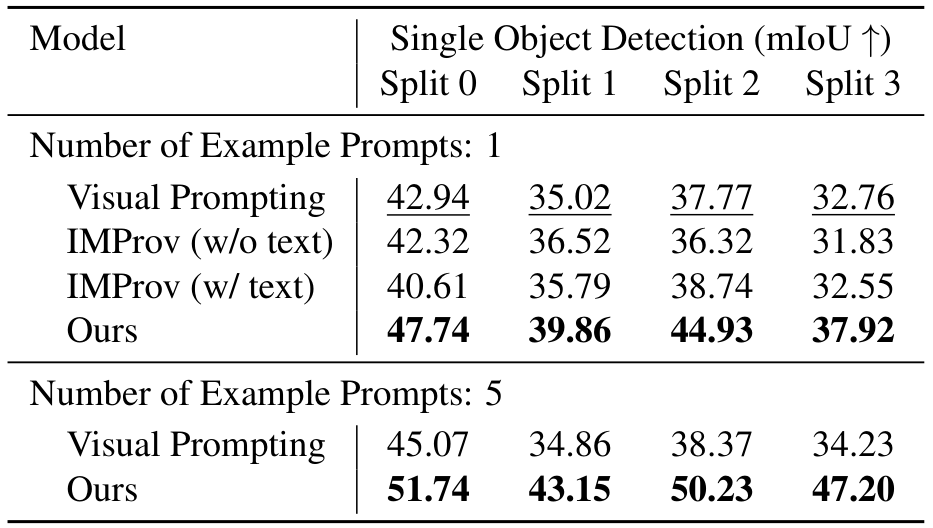 Model Single Object Detection (mIoU ↑)
Split 0 Split 1 Split 2 Split 3
Number of Example Prompts: 1
Visual Prompting 42.94 35.02 37.77 32.76
IMProv (w/o text) 42.32 36.52 36.32 31.83
IMProv (w/ text) 40.61 35.79 38.74 32.55
Ours 47.74 39.86 44.93 37.92
Number of Example Prompts: 5
Visual Prompting 45.07 34.86 38.37 34.23
Ours 51.74 43.15 50.23 47.20